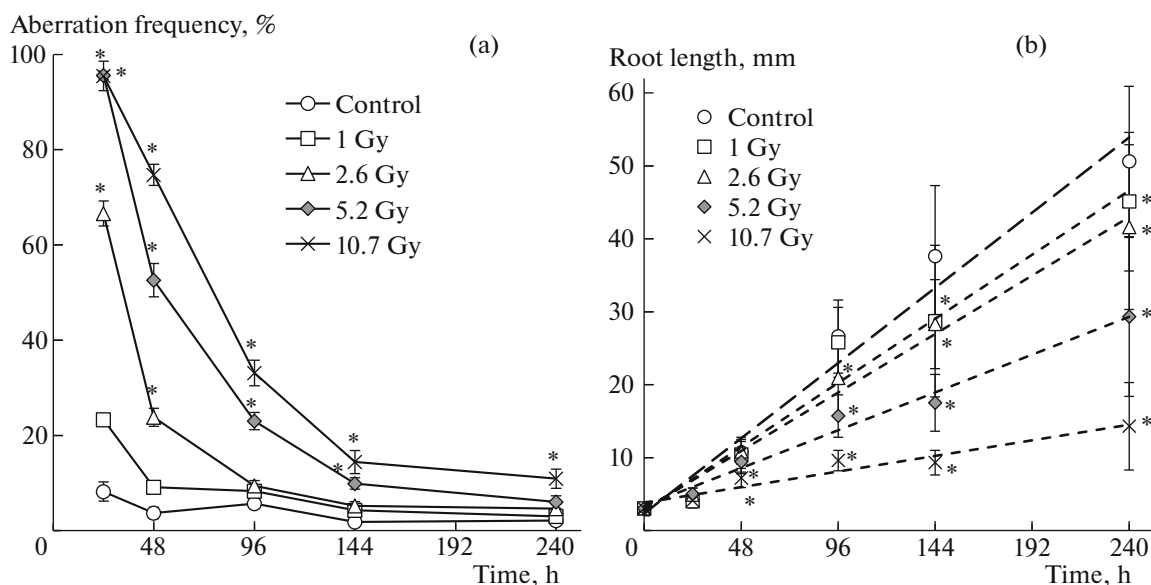 Aberration frequency, %
(a)
100
80
60
40
20
0
48
96
144
192
240
Time, h
Control
1 Gy
2.6 Gy
5.2 Gy
10.7 Gy
* * * * * * * * * * * *
(b)
Root length, mm
60
50
40
30
20
10
0
48
96
144
192
240
Time, h
Control
1 Gy
2.6 Gy
5.2 Gy
10.7 Gy
* * * * * * * * * * * * * *